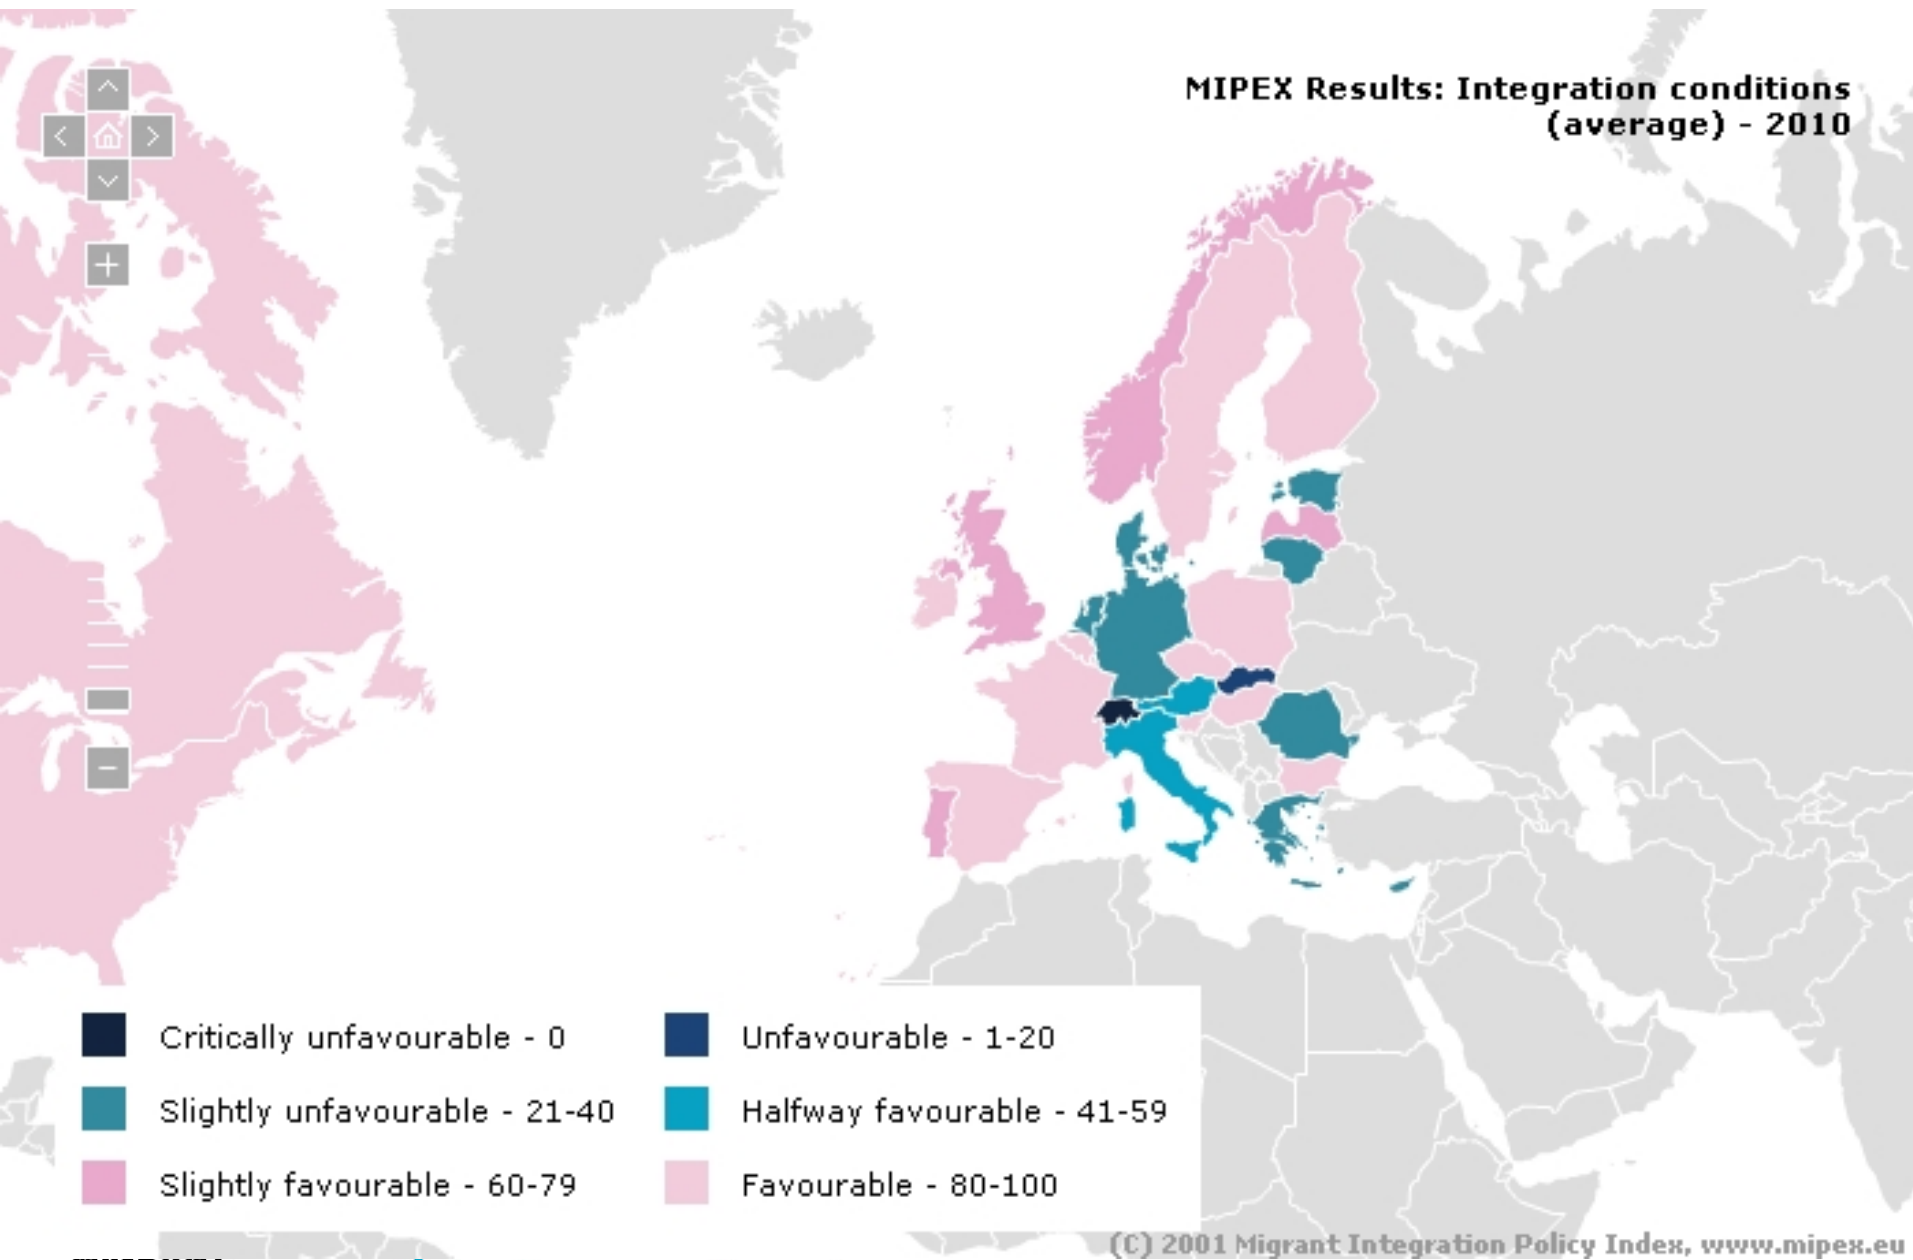 MIPEX Results: Integration conditions
(average) - 2010
Critically unfavourable - 0
Unfavourable - 1-20
Slightly unfavourable - 21-40
Halfway favourable - 41-59
Slightly favourable - 60-79
Favourable - 80-100
(C) 2001 Migrant Integration Policy Index, www.mipex.eu